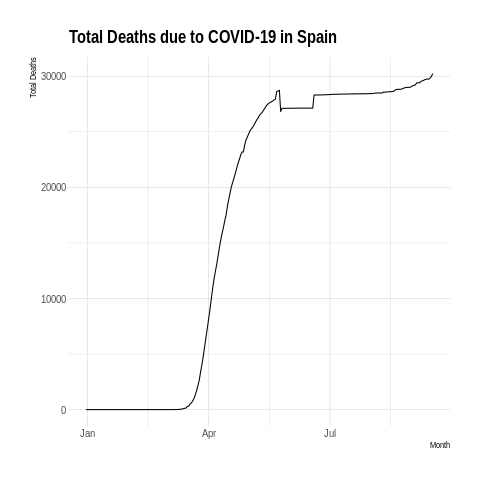 Total Deaths due to COVID-19 in Spain
Total Deaths
30000
20000
10000
0
Jan Apr Jul
Month